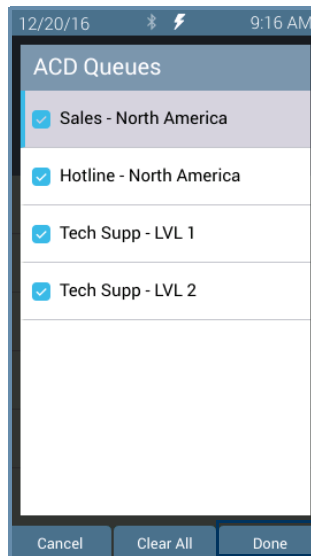 12/20/16 9:16 AM
ACD Queues
Sales - North America
Hotline - North America
Tech Supp - LVL 1
Tech Supp - LVL 2
Cancel Clear All Done